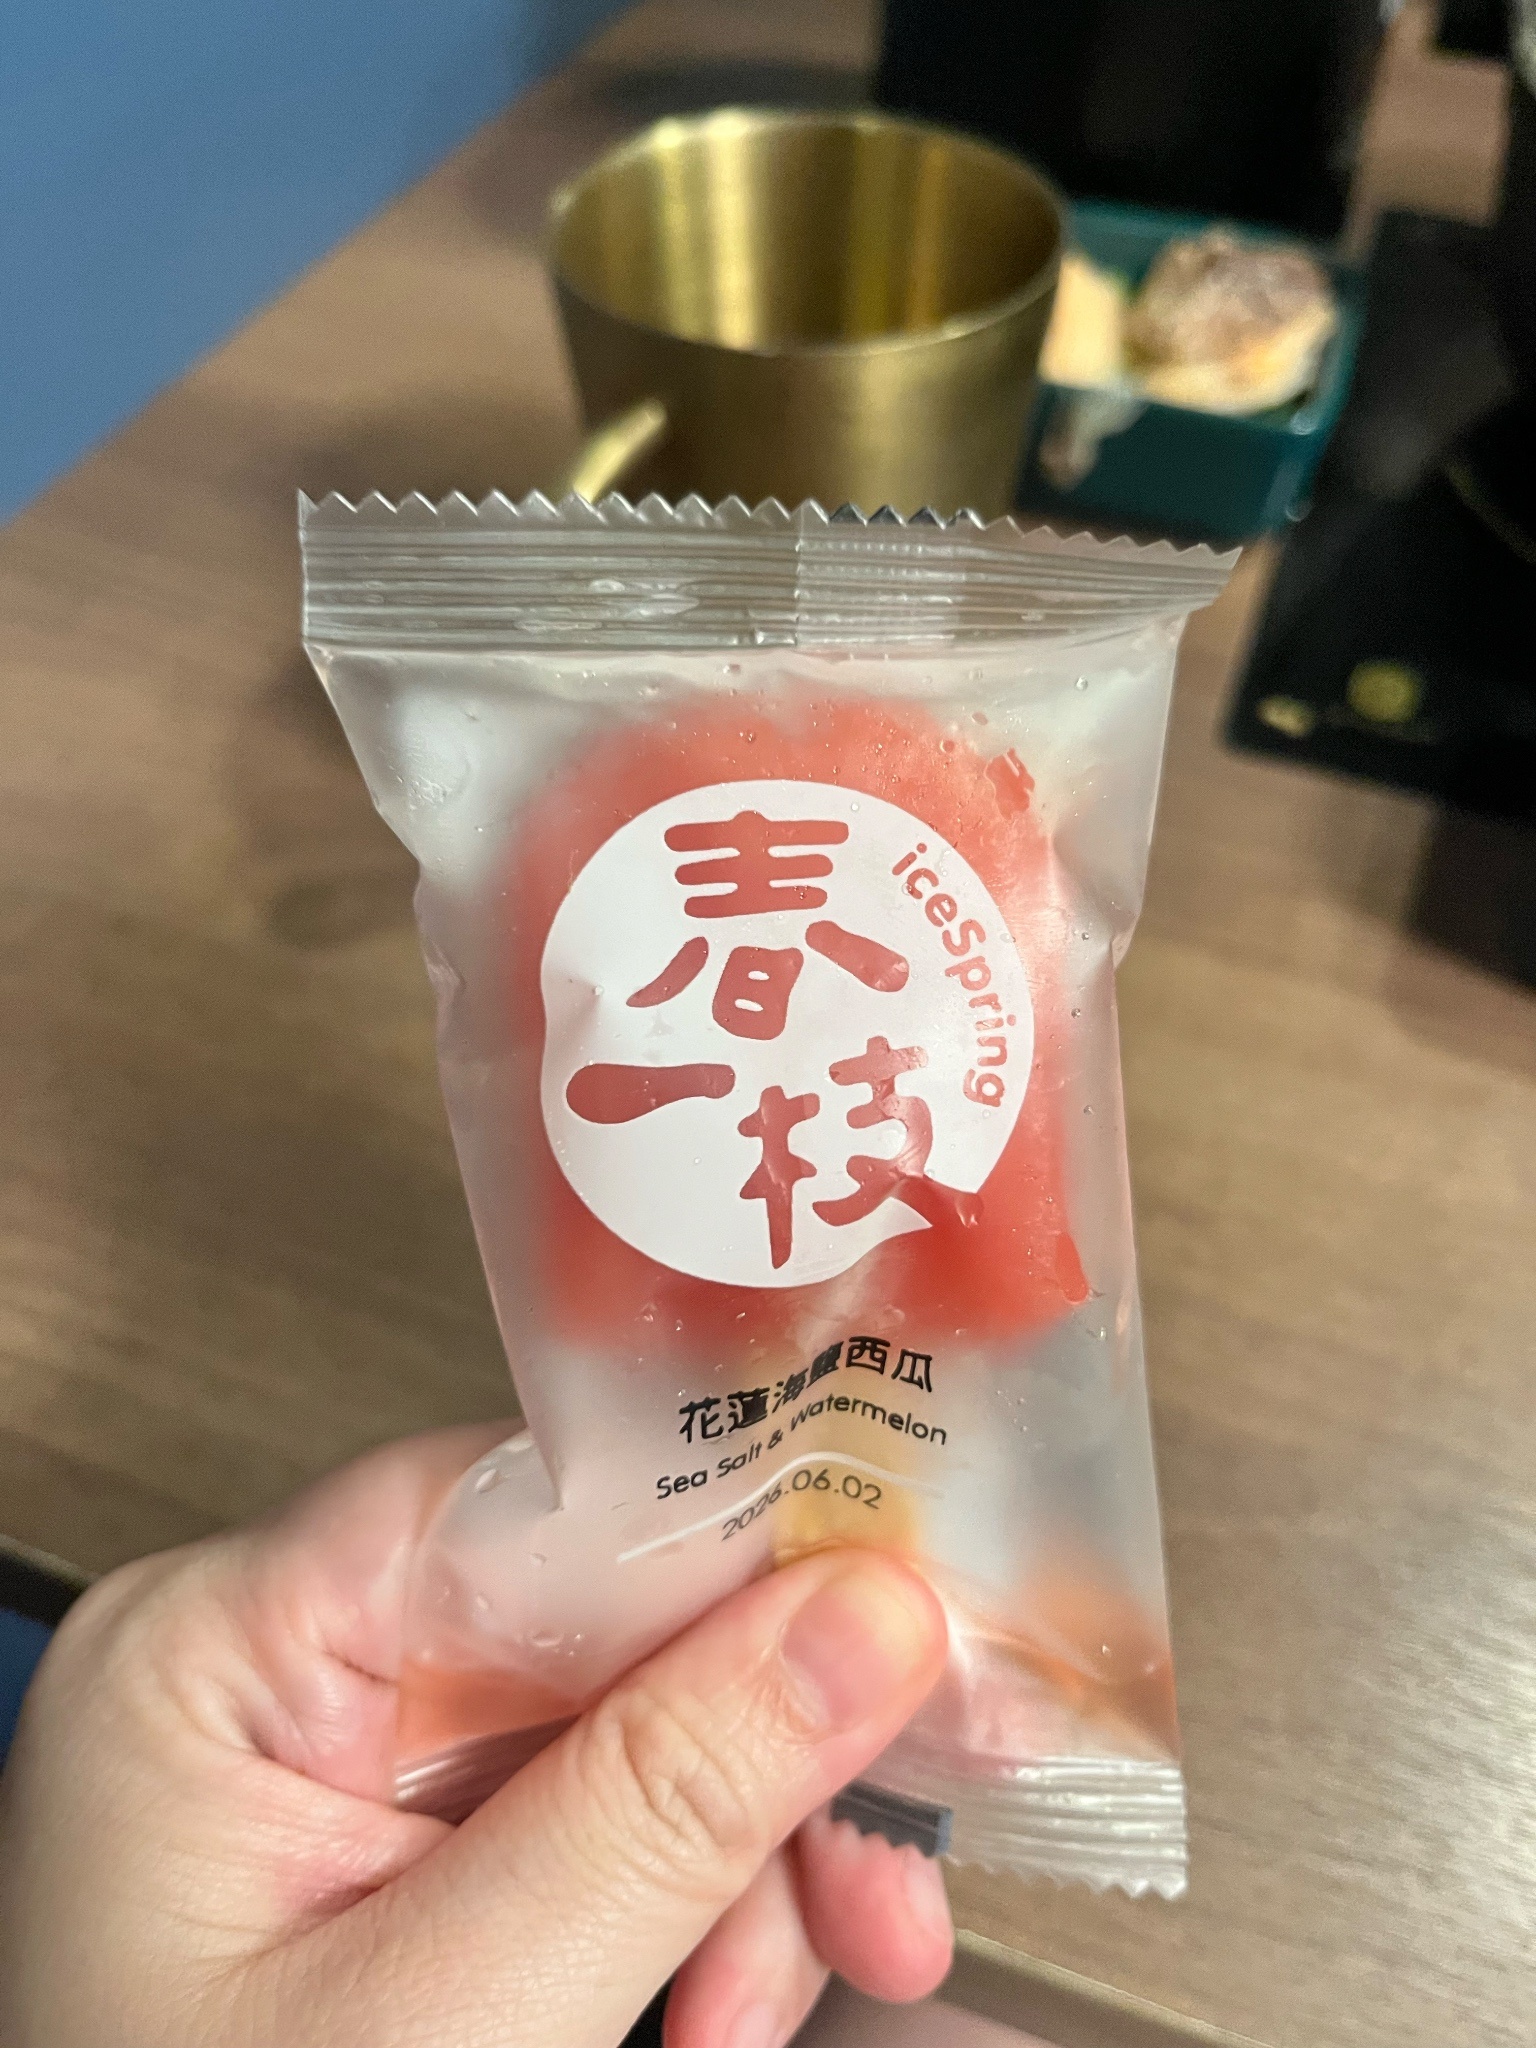 春
一枝
iceSpring
花蓮海鹽西瓜
Sea Salt & Watermelon
2026.06.02